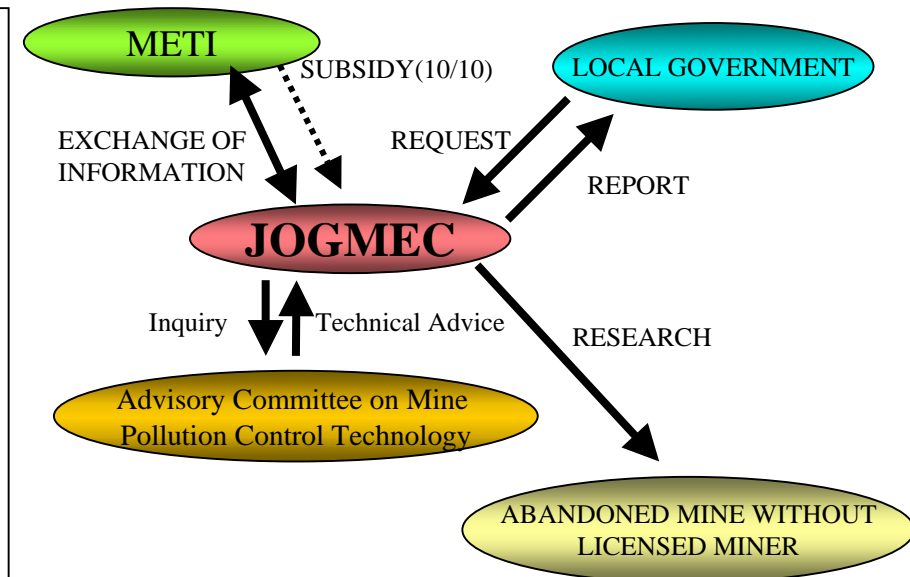 METI
SUBSIDY(10/10)
LOCAL GOVERNMENT
EXCHANGE OF
INFORMATION
REQUEST
REPORT
JOGMEC
Inquiry
Technical Advice
RESEARCH
Advisory Committee on Mine
Pollution Control Technology
ABANDONED MINE WITHOUT
LICENSED MINER